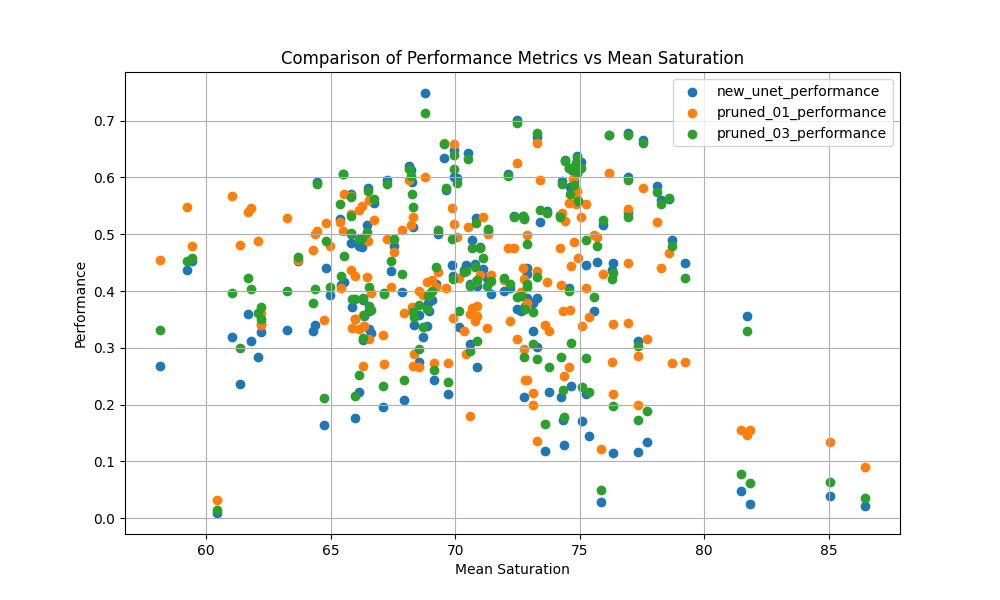 Comparison of Performance Metrics vs Mean Saturation
new_unet_performance
pruned_01_performance
pruned_03_performance
Performance
0.7
0.6
0.5
0.4
0.3
0.2
0.1
0.0
60 65 70 75 80 85
Mean Saturation